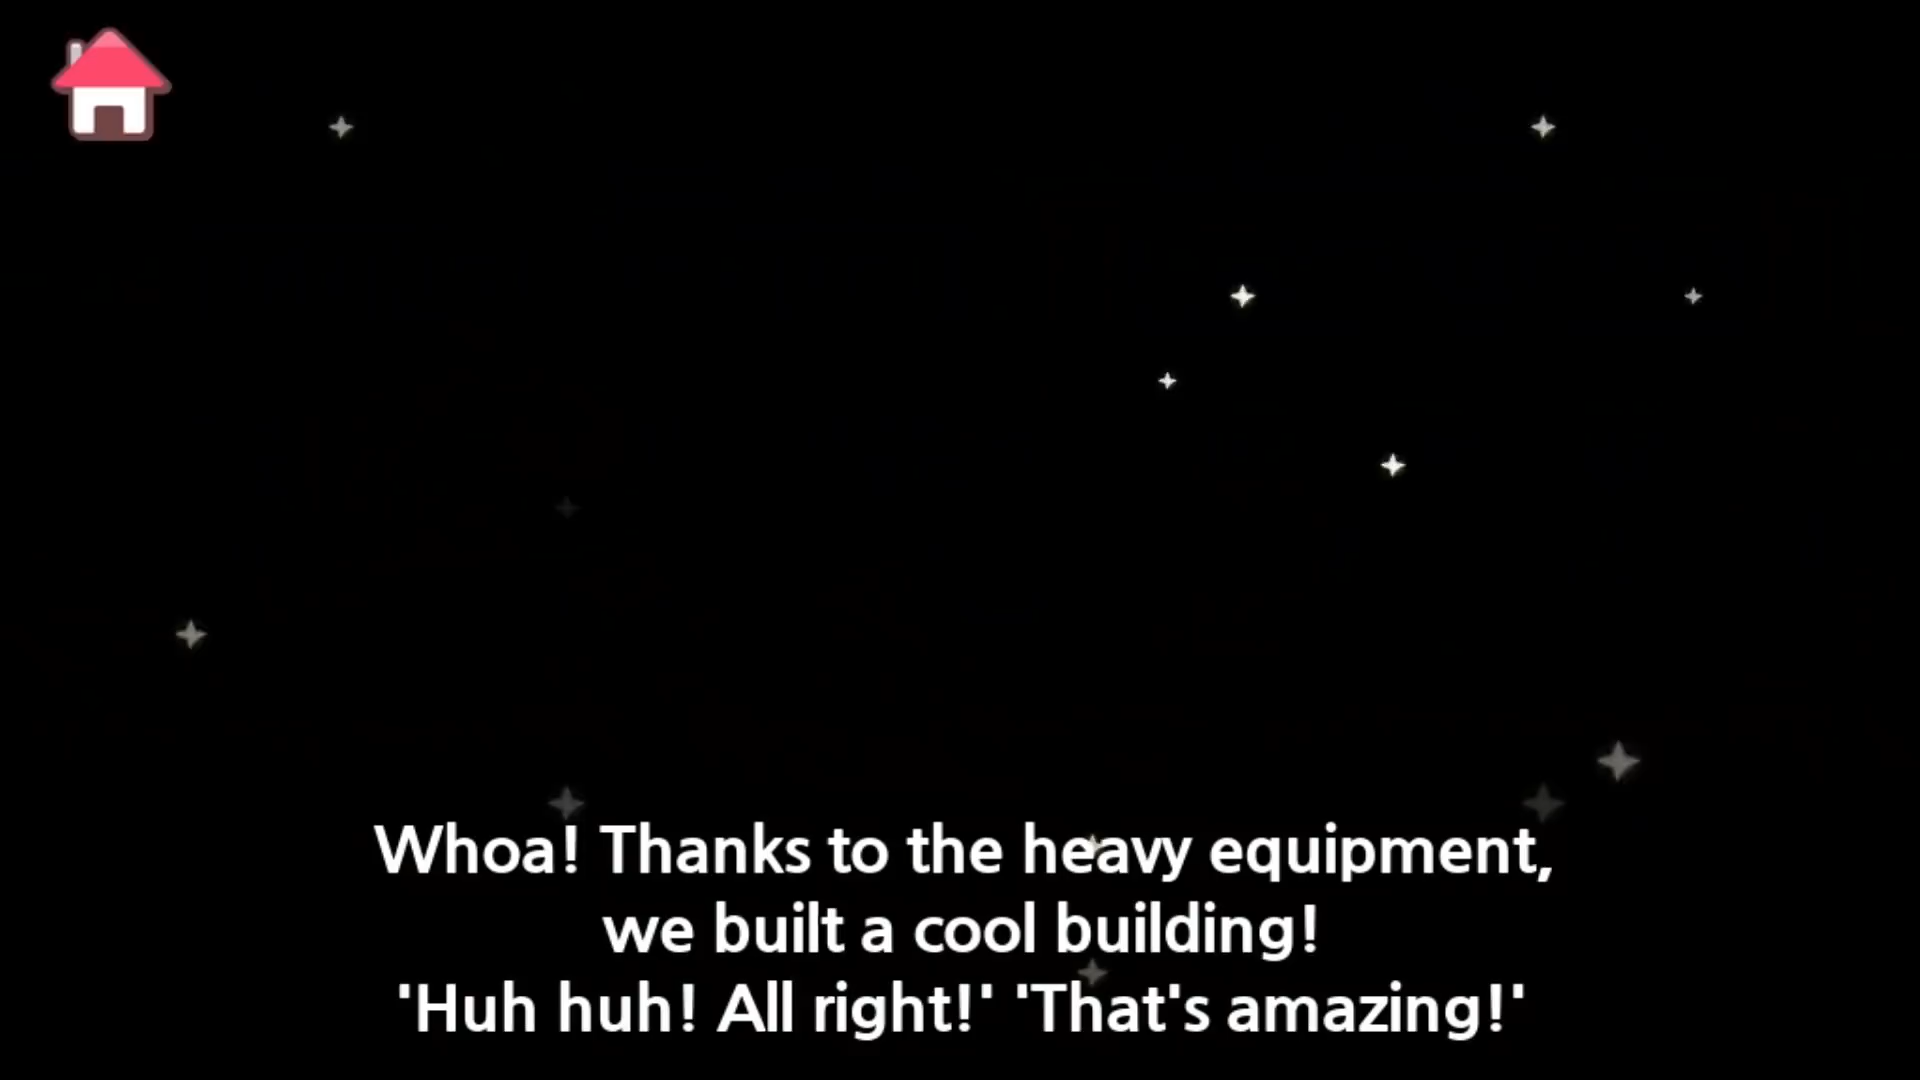 Whoa! Thanks to the heavy equipment,
we built a cool building!
'Huh huh! All right!' 'That's amazing!'